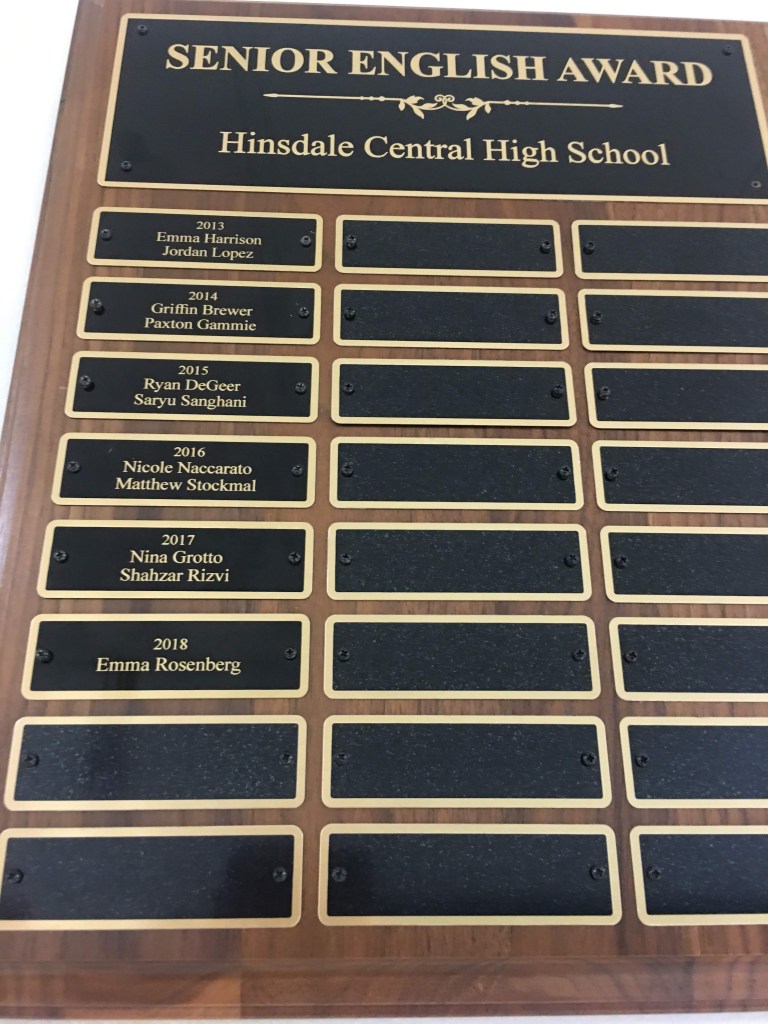 SENIOR ENGLISH AWARD
Hinsdale Central High School
2013
Emma Harrison
Jordan Lopez
2014
Griffin Brewer
Paxton Gammie
2015
Ryan DeGeer
Saryu Sanghani
2016
Nicole Naccarato
Matthew Stockmal
2017
Nina Grotto
Shahzar Rizvi
2018
Emma Rosenberg